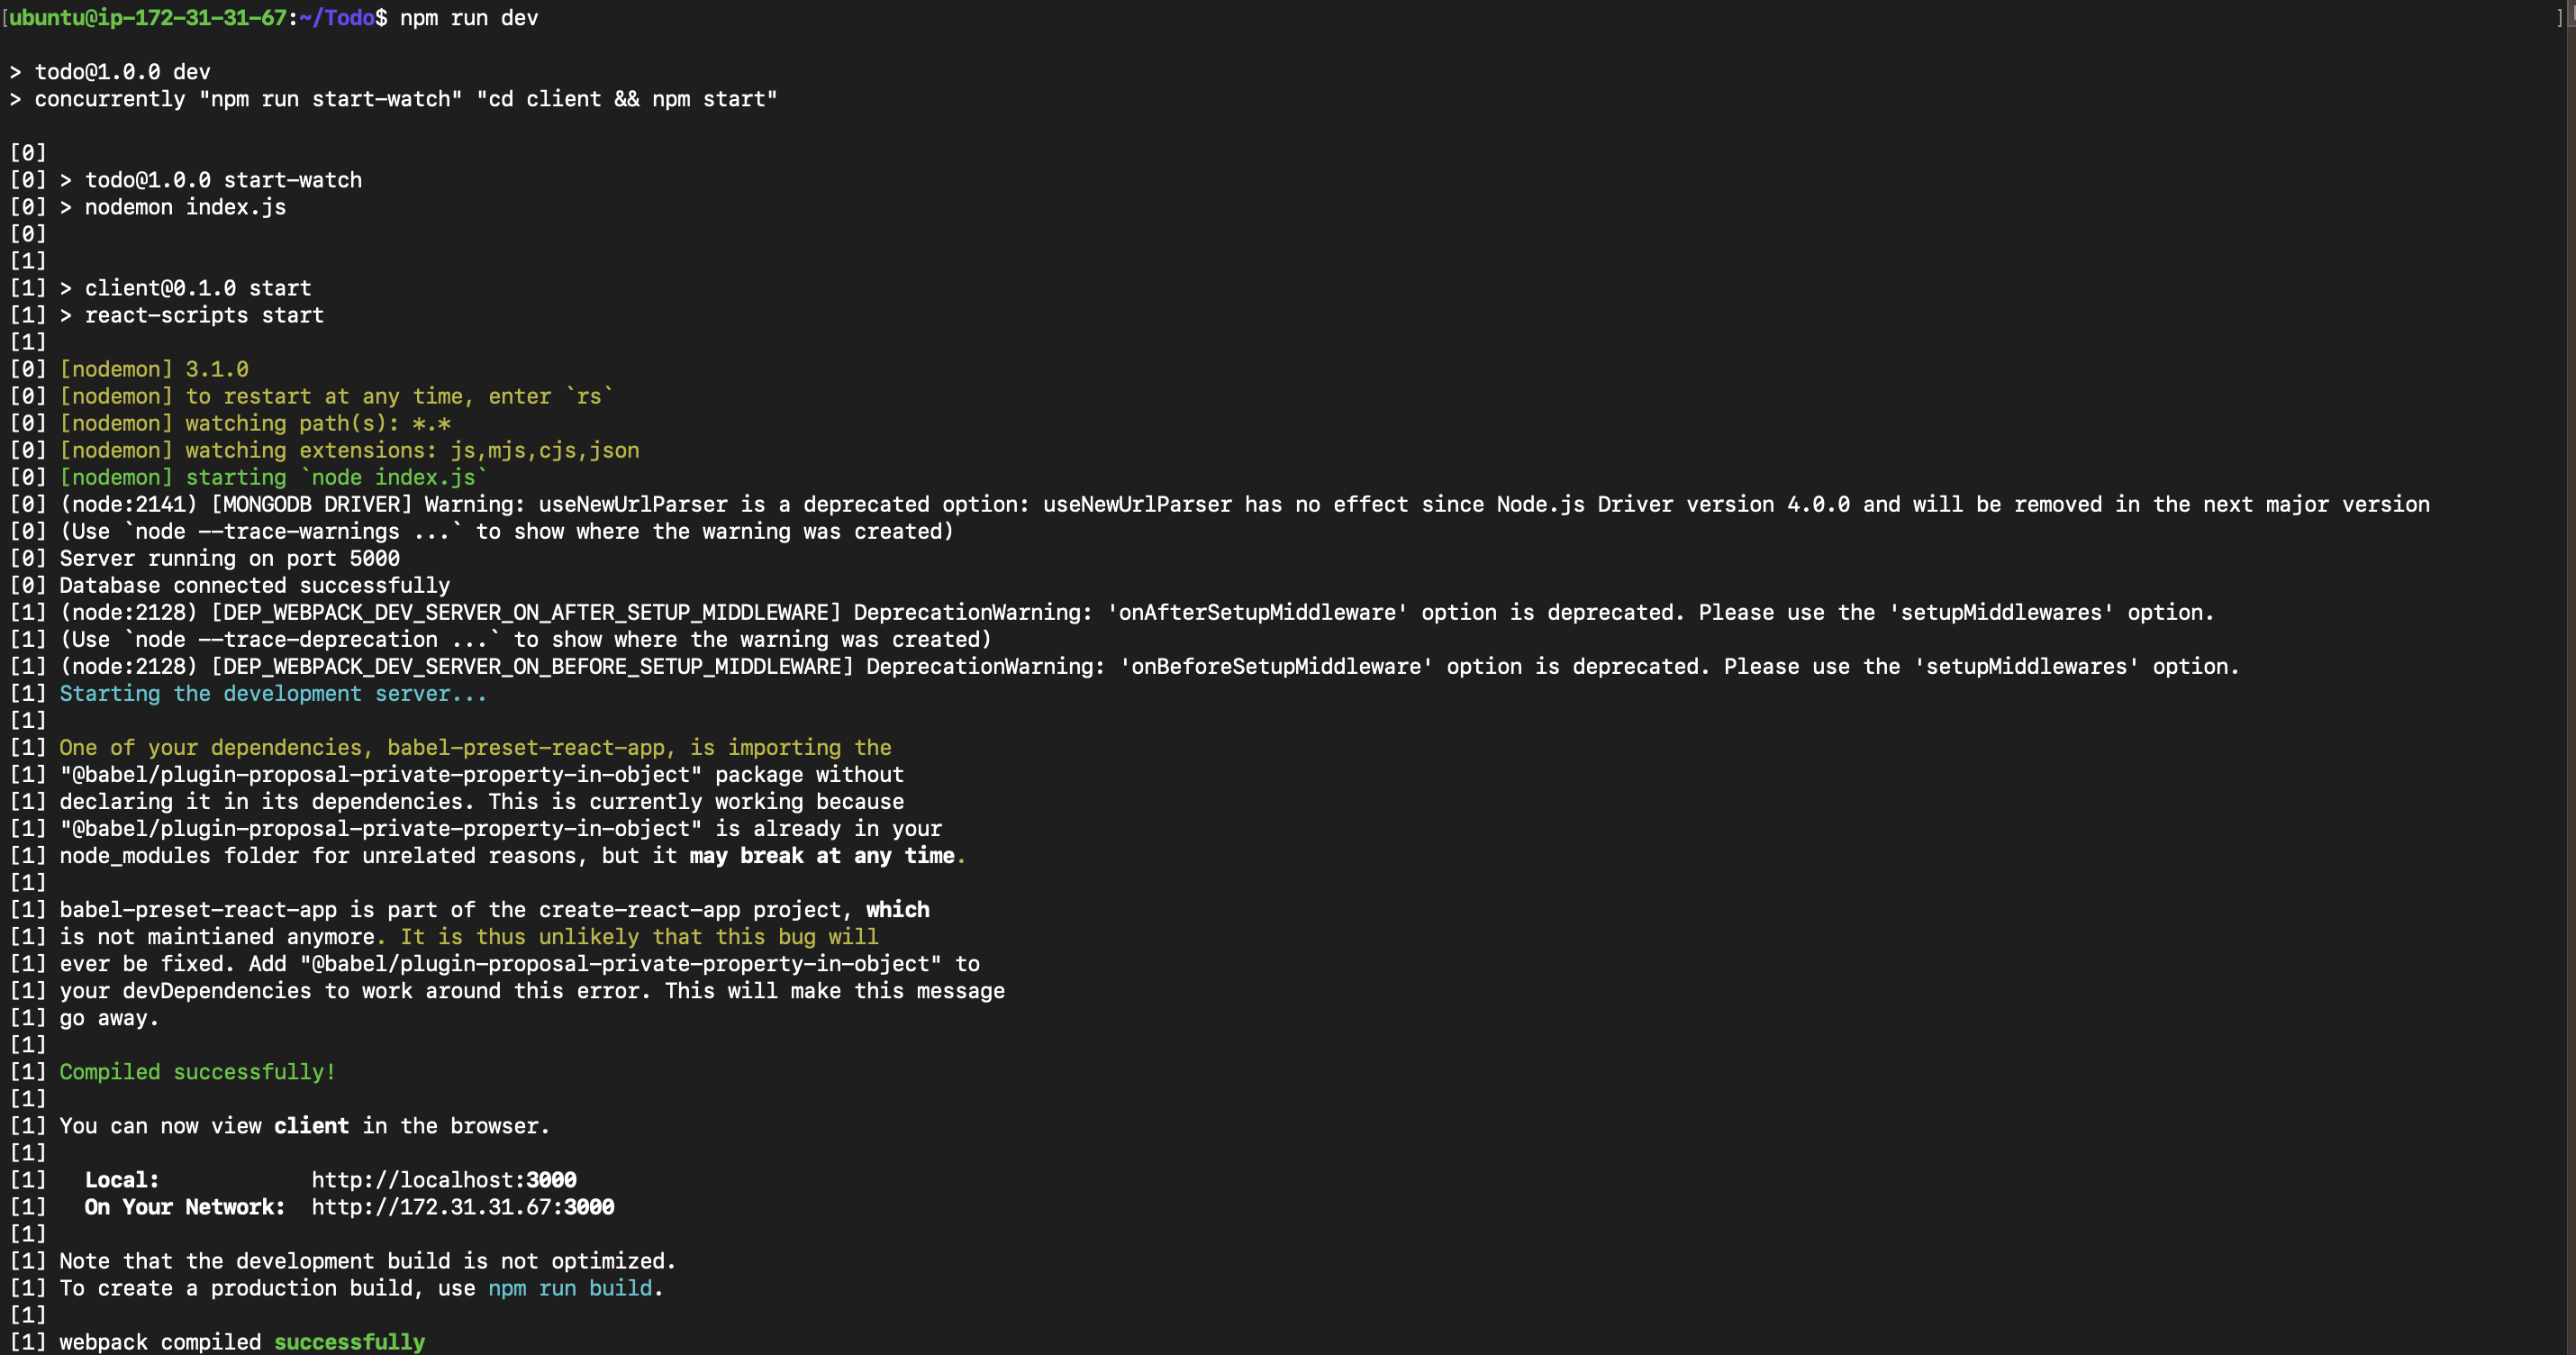 [ubuntu@ip-172-31-31-67:~/Todo$ npm run dev ]
> todo@1.0.0 dev
> concurrently "npm run start-watch" "cd client && npm start"
[0]
[0] > todo@1.0.0 start-watch
[0] > nodemon index.js
[0]
[1]
[1] > client@0.1.0 start
[1] > react-scripts start
[1]
[0] [nodemon] 3.1.0
[0] [nodemon] to restart at any time, enter `rs`
[0] [nodemon] watching path(s): *.*
[0] [nodemon] watching extensions: js,mjs,cjs,json
[0] [nodemon] starting `node index.js`
[0] (node:2141) [MONGODB DRIVER] Warning: useNewUrlParser is a deprecated option: useNewUrlParser has no effect since Node.js Driver version 4.0.0 and will be removed in the next major version
[0] (Use `node --trace-warnings ...` to show where the warning was created)
[0] Server running on port 5000
[0] Database connected successfully
[1] (node:2128) [DEP_WEBPACK_DEV_SERVER_ON_AFTER_SETUP_MIDDLEWARE] DeprecationWarning: 'onAfterSetupMiddleware' option is deprecated. Please use the 'setupMiddlewares' option.
[1] (Use `node --trace-deprecation ...` to show where the warning was created)
[1] (node:2128) [DEP_WEBPACK_DEV_SERVER_ON_BEFORE_SETUP_MIDDLEWARE] DeprecationWarning: 'onBeforeSetupMiddleware' option is deprecated. Please use the 'setupMiddlewares' option.
[1] Starting the development server...
[1]
[1] One of your dependencies, babel-preset-react-app, is importing the
[1] "@babel/plugin-proposal-private-property-in-object" package without
[1] declaring it in its dependencies. This is currently working because
[1] "@babel/plugin-proposal-private-property-in-object" is already in your
[1] node_modules folder for unrelated reasons, but it may break at any time.
[1]
[1] babel-preset-react-app is part of the create-react-app project, which
[1] is not maintianed anymore. It is thus unlikely that this bug will
[1] ever be fixed. Add "@babel/plugin-proposal-private-property-in-object" to
[1] your devDependencies to work around this error. This will make this message
[1] go away.
[1]
[1] Compiled successfully!
[1]
[1] You can now view client in the browser.
[1]
[1]   Local:            http://localhost:3000
[1]   On Your Network:  http://172.31.31.67:3000
[1]
[1] Note that the development build is not optimized.
[1] To create a production build, use npm run build.
[1]
[1] webpack compiled successfully